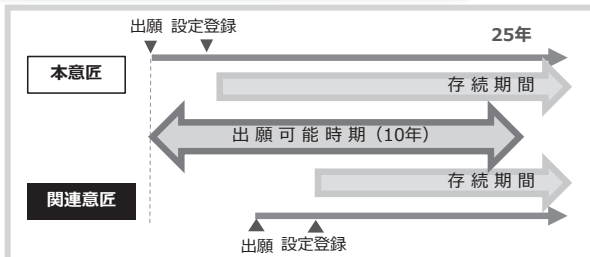 出願 設定登録
25年
本意匠
存続期間
出願可能時期（10年）
存続期間
関連意匠
出願 設定登録